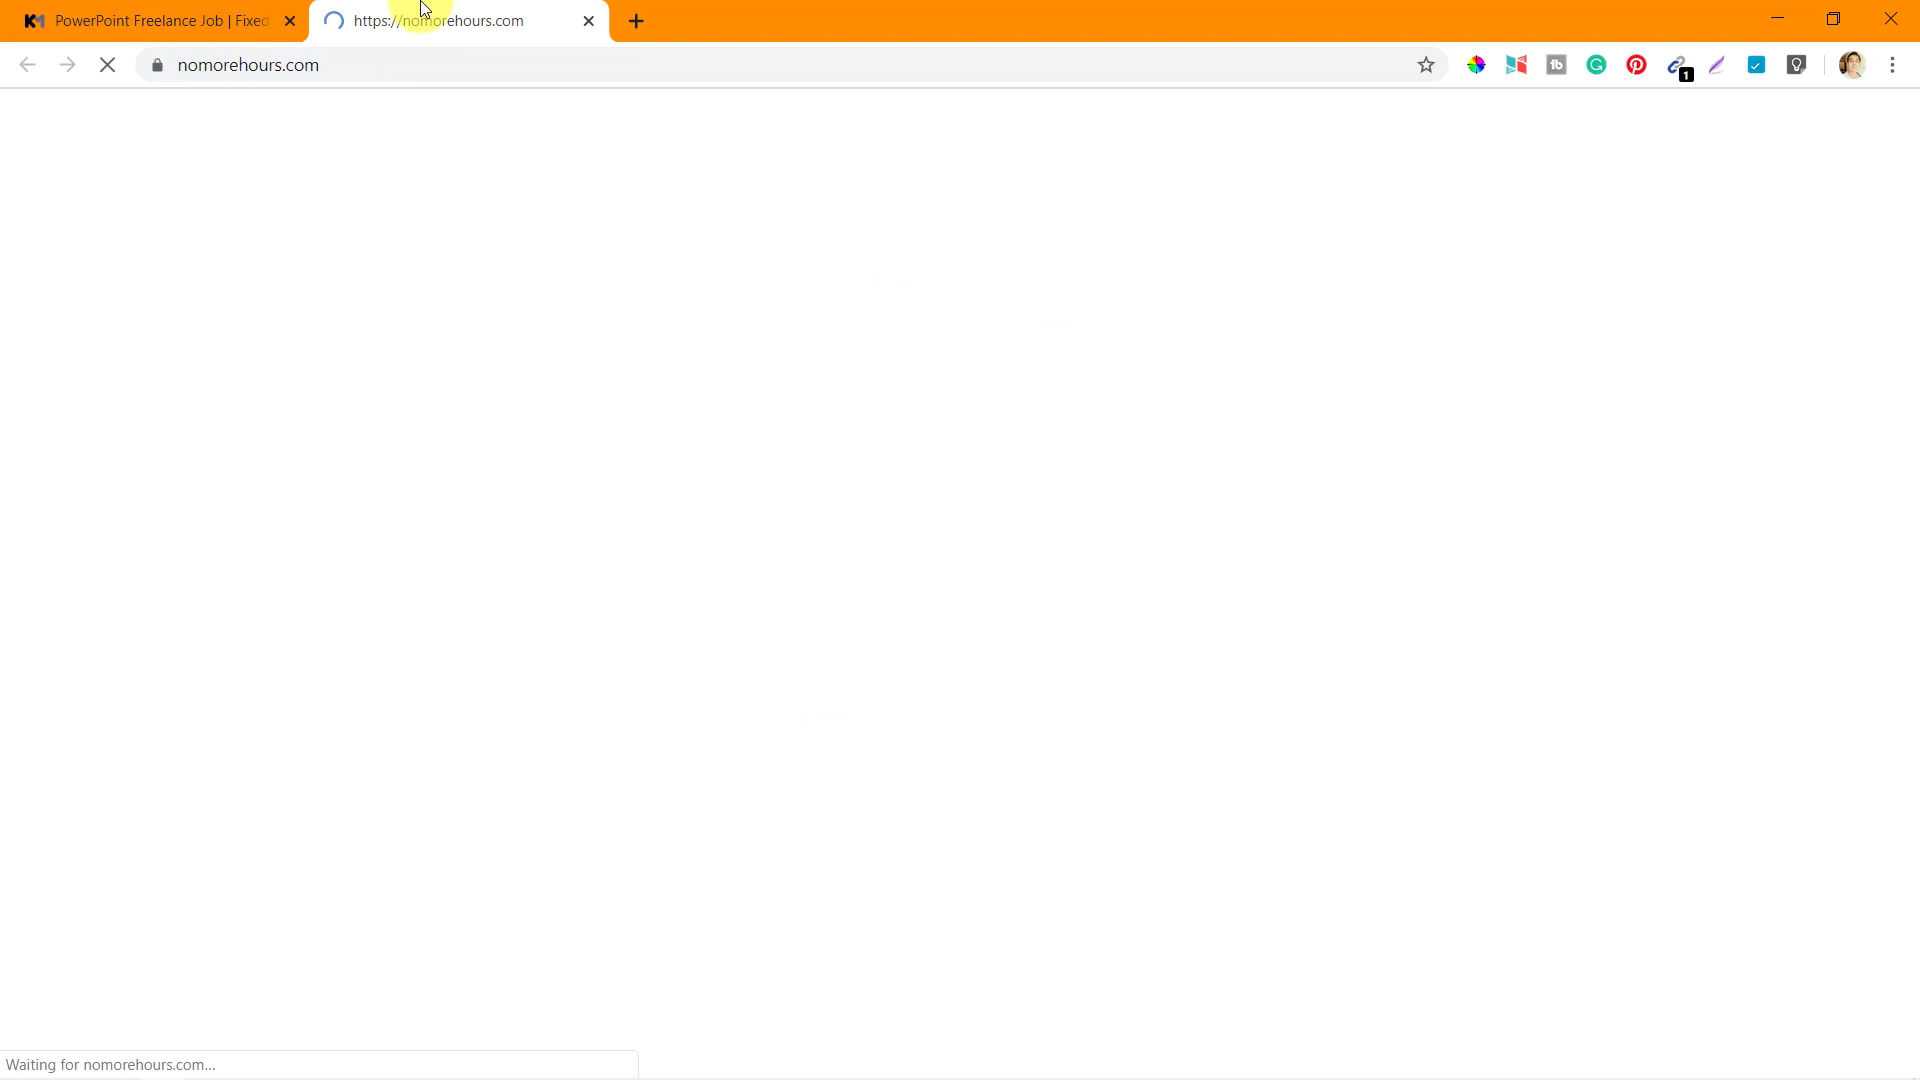 PowerPoint Freelance Job | Fixed
https://nomorehours.com
nomorehours.com
1
Waiting for nomorehours.com...